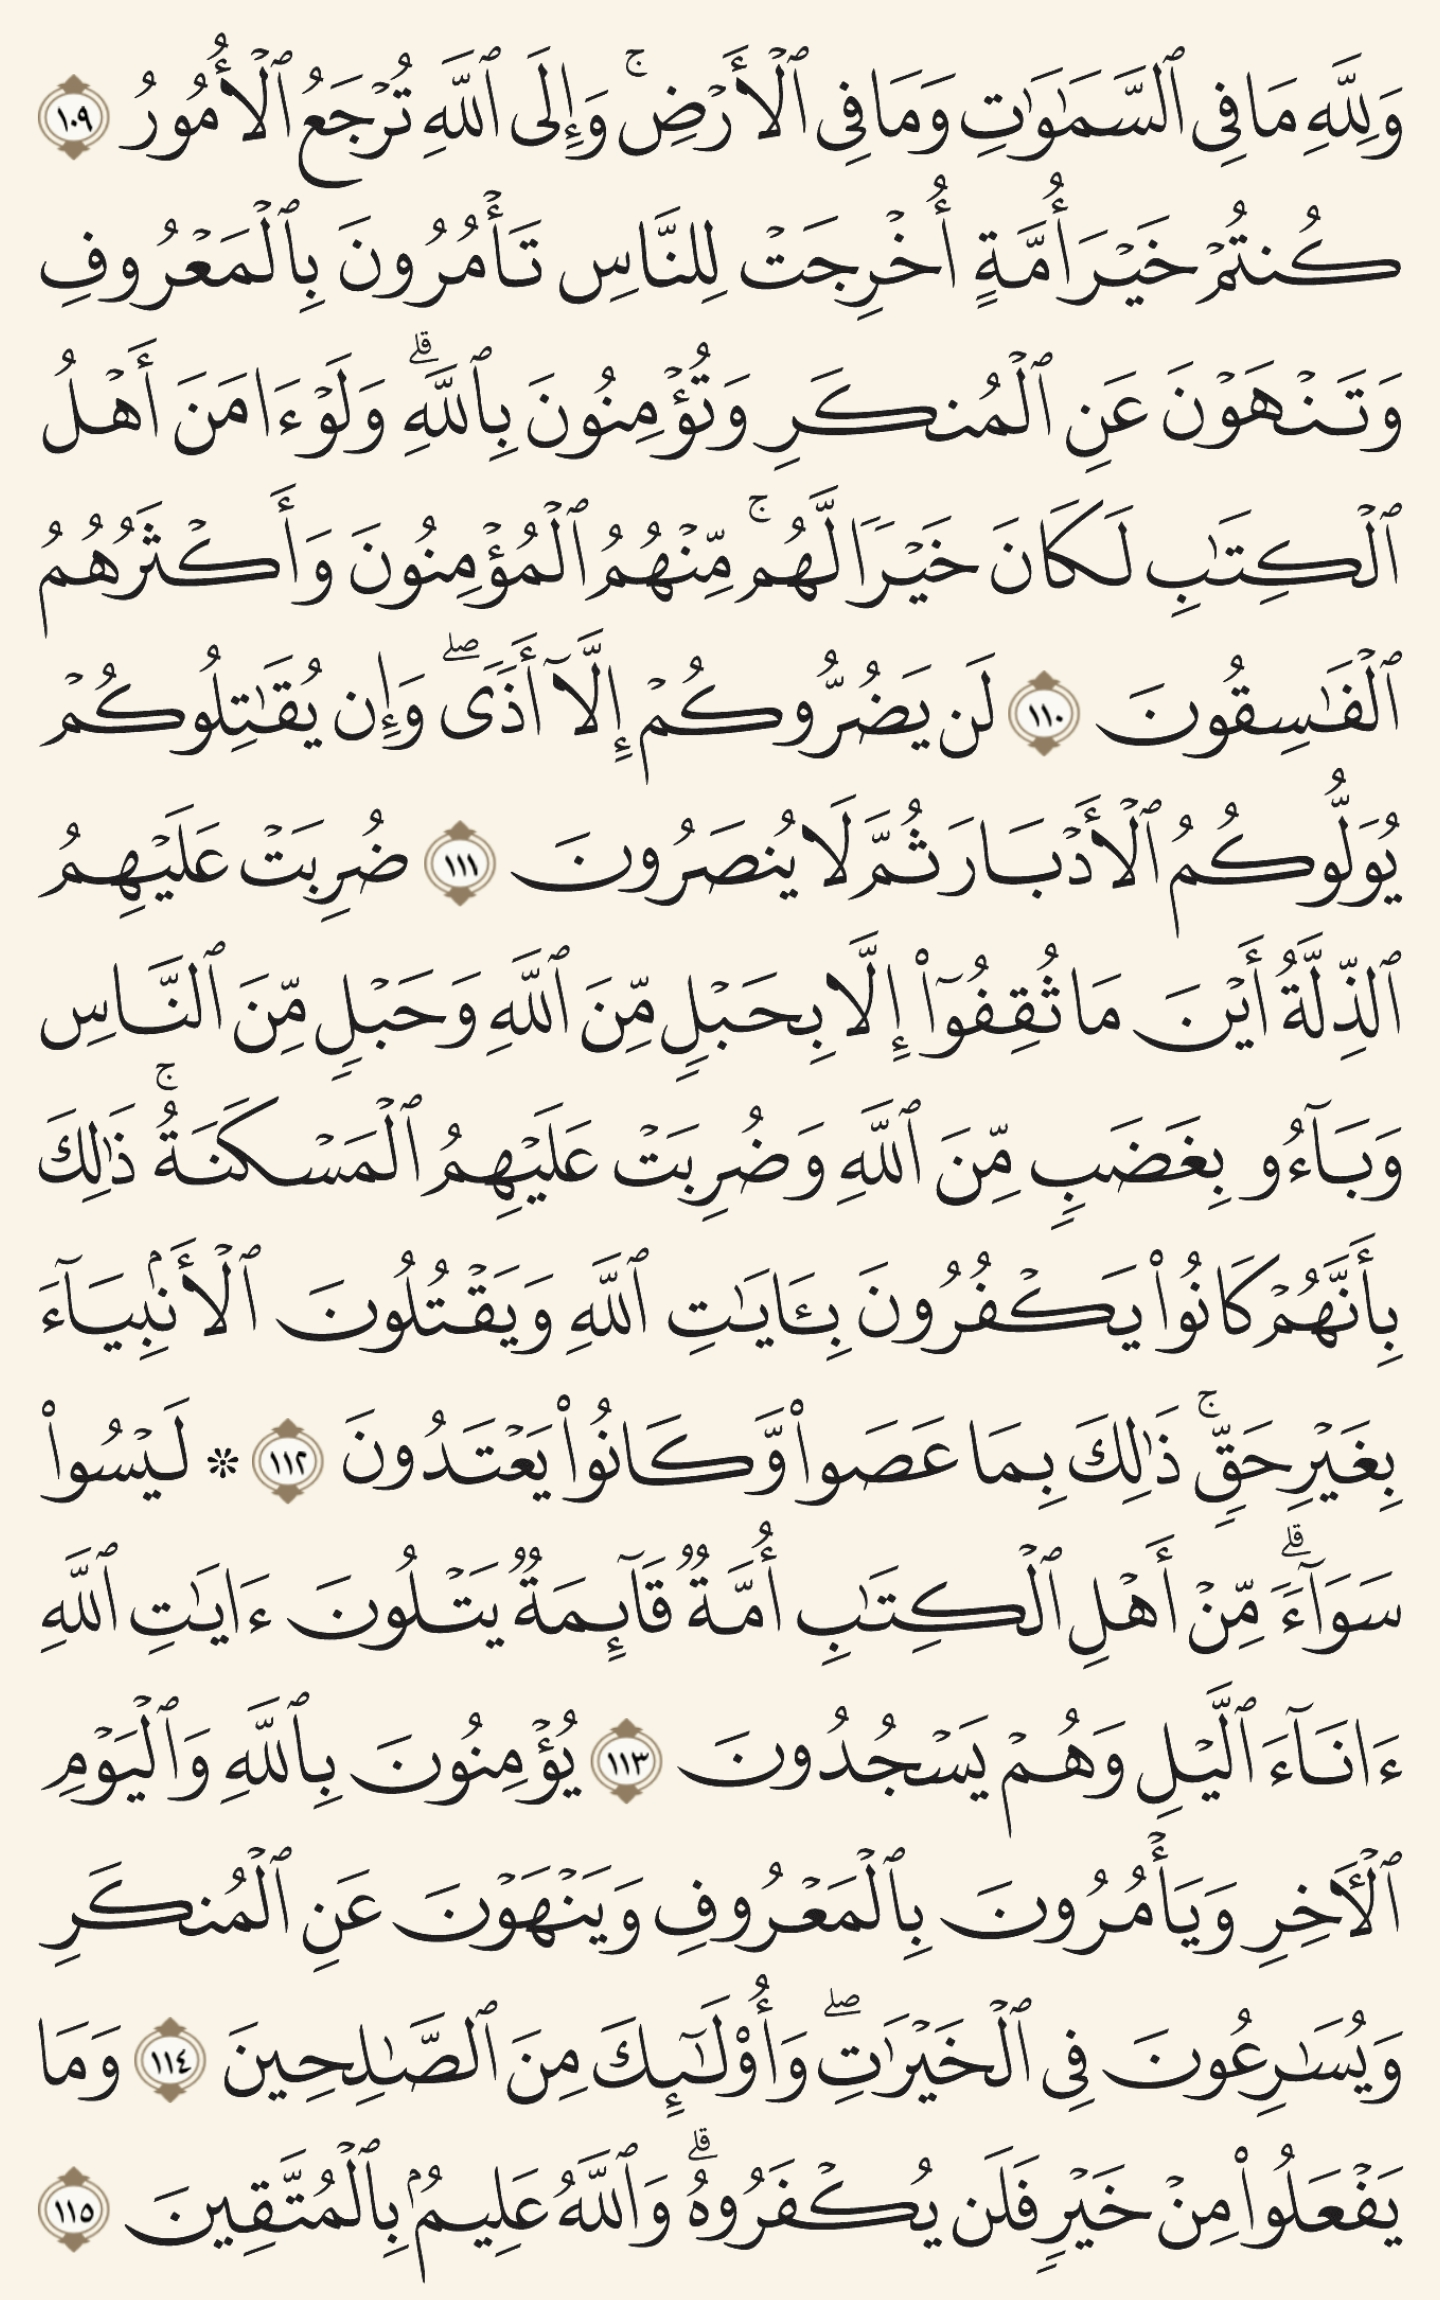 وَلِلَّهِ مَا فِى ٱلسَّمَٰوَٰتِ وَمَا فِى ٱلْأَرْضِ ۚ وَإِلَى ٱللَّهِ تُرْجَعُ ٱلْأُمُورُ ١٠٩
كُنتُمْ خَيْرَ أُمَّةٍ أُخْرِجَتْ لِلنَّاسِ تَأْمُرُونَ بِٱلْمَعْرُوفِ
وَتَنْهَوْنَ عَنِ ٱلْمُنكَرِ وَتُؤْمِنُونَ بِٱللَّهِ ۗ وَلَوْ ءَامَنَ أَهْلُ
ٱلْكِتَٰبِ لَكَانَ خَيْرًا لَّهُم ۚ مِّنْهُمُ ٱلْمُؤْمِنُونَ وَأَكْثَرُهُمُ
ٱلْفَٰسِقُونَ ١١٠ لَن يَضُرُّوكُمْ إِلَّآ أَذًى ۖ وَإِن يُقَٰتِلُوكُمْ
يُوَلُّوكُمُ ٱلْأَدْبَارَ ثُمَّ لَا يُنصَرُونَ ١١١ ضُرِبَتْ عَلَيْهِمُ
ٱلذِّلَّةُ أَيْنَ مَا ثُقِفُوٓا۟ إِلَّا بِحَبْلٍ مِّنَ ٱللَّهِ وَحَبْلٍ مِّنَ ٱلنَّاسِ
وَبَآءُو بِغَضَبٍ مِّنَ ٱللَّهِ وَضُرِبَتْ عَلَيْهِمُ ٱلْمَسْكَنَةُ ۚ ذَٰلِكَ
بِأَنَّهُمْ كَانُوا۟ يَكْفُرُونَ بِـَٔايَٰتِ ٱللَّهِ وَيَقْتُلُونَ ٱلْأَنۢبِيَآءَ
بِغَيْرِ حَقٍّ ۚ ذَٰلِكَ بِمَا عَصَوا۟ وَّكَانُوا۟ يَعْتَدُونَ ١١٢ ۞ لَيْسُوا۟
سَوَآءً ۗ مِّنْ أَهْلِ ٱلْكِتَٰبِ أُمَّةٌ قَآئِمَةٌ يَتْلُونَ ءَايَٰتِ ٱللَّهِ
ءَانَآءَ ٱلَّيْلِ وَهُمْ يَسْجُدُونَ ١١٣ يُؤْمِنُونَ بِٱللَّهِ وَٱلْيَوْمِ
ٱلْـَٔاخِرِ وَيَأْمُرُونَ بِٱلْمَعْرُوفِ وَيَنْهَوْنَ عَنِ ٱلْمُنكَرِ
وَيُسَٰرِعُونَ فِى ٱلْخَيْرَٰتِ ۖ وَأُو۟لَٰٓئِكَ مِنَ ٱلصَّٰلِحِينَ ١١٤ وَمَا
يَفْعَلُوا۟ مِنْ خَيْرٍ فَلَن يُكْفَرُوهُ ۗ وَٱللَّهُ عَلِيمٌۢ بِٱلْمُتَّقِينَ ١١٥